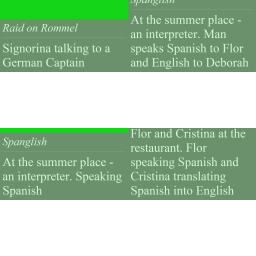 Raid on Rommel
Signorina talking to a
German Captain
Spanglish
At the summer place -
an interpreter. Man
speaks Spanish to Flor
and English to Deborah
Spanglish
At the summer place -
an interpreter. Speaking
Spanish
Flor and Cristina at the
restaurant. Flor
speaking Spanish and
Cristina translating
Spanish into English